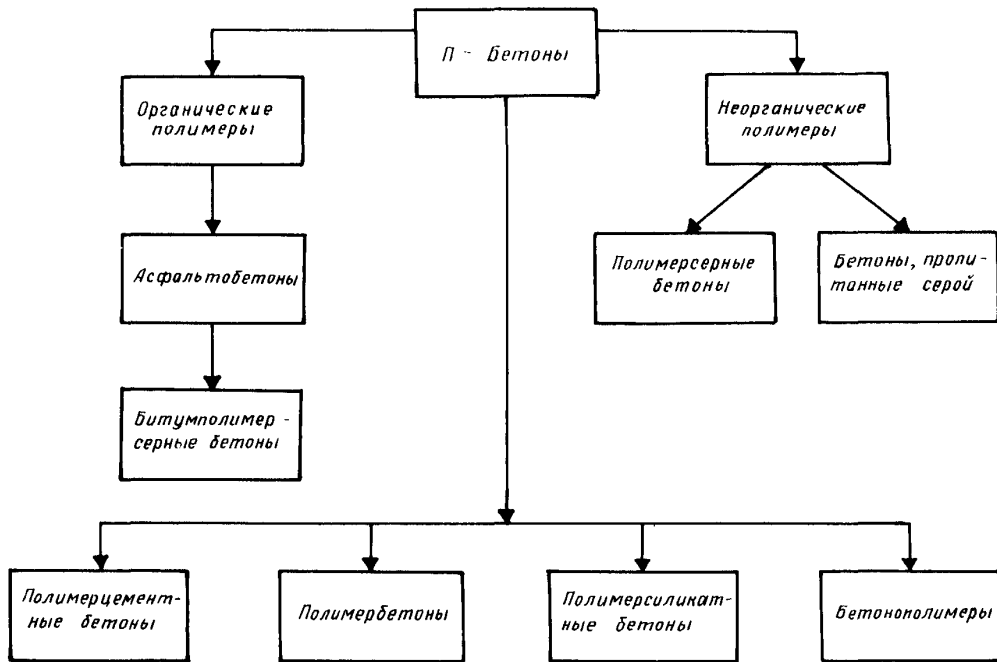 П - Бетоны
Органические
полимеры
Неорганические
полимеры
Асфальтобетоны
Полимерсерные
бетоны
Бетоны, пропи-
танные серой
Битумполимер-
серные бетоны
Полимерцемент-
ные бетоны
Полимербетоны
Полимерсиликат-
ные бетоны
Бетонополимеры